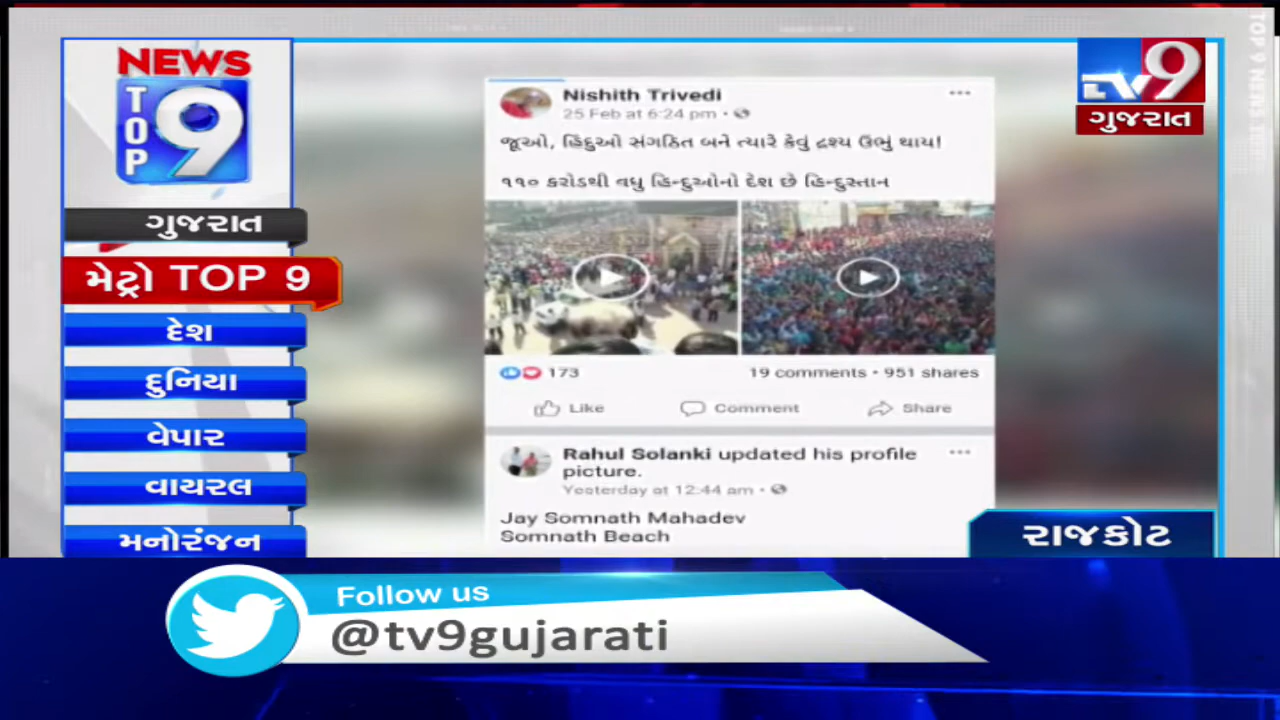 NEWS
TOP
9
ગુજરાત
મેટ્રો TOP 9
દેશ
દુનિયા
વેપાર
વાયરલ
મનોરંજન
Nishith Trivedi
25 Feb at 6:24 pm •
જૂઓ, હિંદુઓ સંગઠિત બને ત્યારે કેવું દ્રશ્ય ઉભું થાય!
૧૧૦ કરોડથી વધુ હિન્દુઓનો દેશ છે હિન્દુસ્તાન
173
19 comments • 951 shares
Like Comment Share
Rahul Solanki updated his profile
picture.
Yesterday at 12:44 am •
Jay Somnath Mahadev
Somnath Beach
TV9
ગુજરાતી
રાજકોટ
Follow us
@tv9gujarati